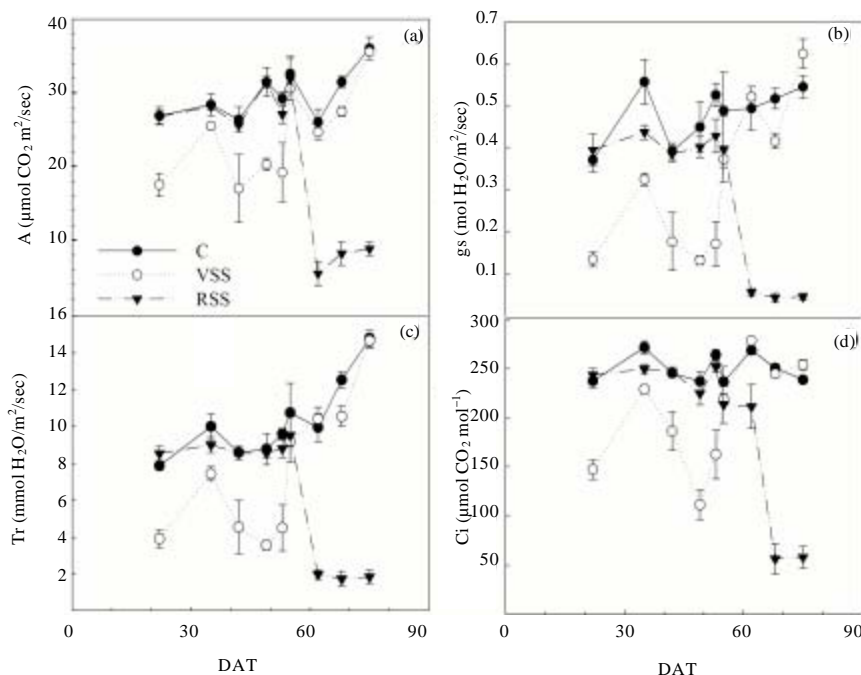 (a)
40
30
20
10
A (µmol CO₂ m²/sec)
C
VSS
RSS
(b)
0.7
0.6
0.5
0.4
0.3
0.2
0.1
gs (mol H₂O/m²/sec)
(c)
16
14
12
10
8
6
4
2
Tr (mmol H₂O/m²/sec)
0
30
60
90
DAT
(d)
300
250
200
150
100
50
Ci (µmol CO₂ mol⁻¹)
0
30
60
90
DAT